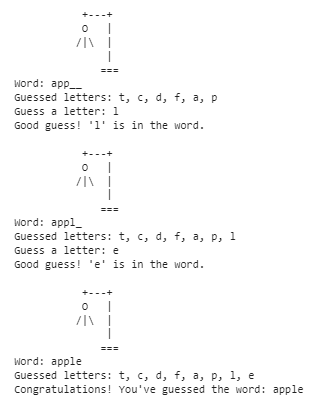 +---+
O   |
/|\  |
|
===
Word: app__
Guessed letters: t, c, d, f, a, p
Guess a letter: l
Good guess! 'l' is in the word.
+---+
O   |
/|\  |
|
===
Word: appl_
Guessed letters: t, c, d, f, a, p, l
Guess a letter: e
Good guess! 'e' is in the word.
+---+
O   |
/|\  |
|
===
Word: apple
Guessed letters: t, c, d, f, a, p, l, e
Congratulations! You've guessed the word: apple